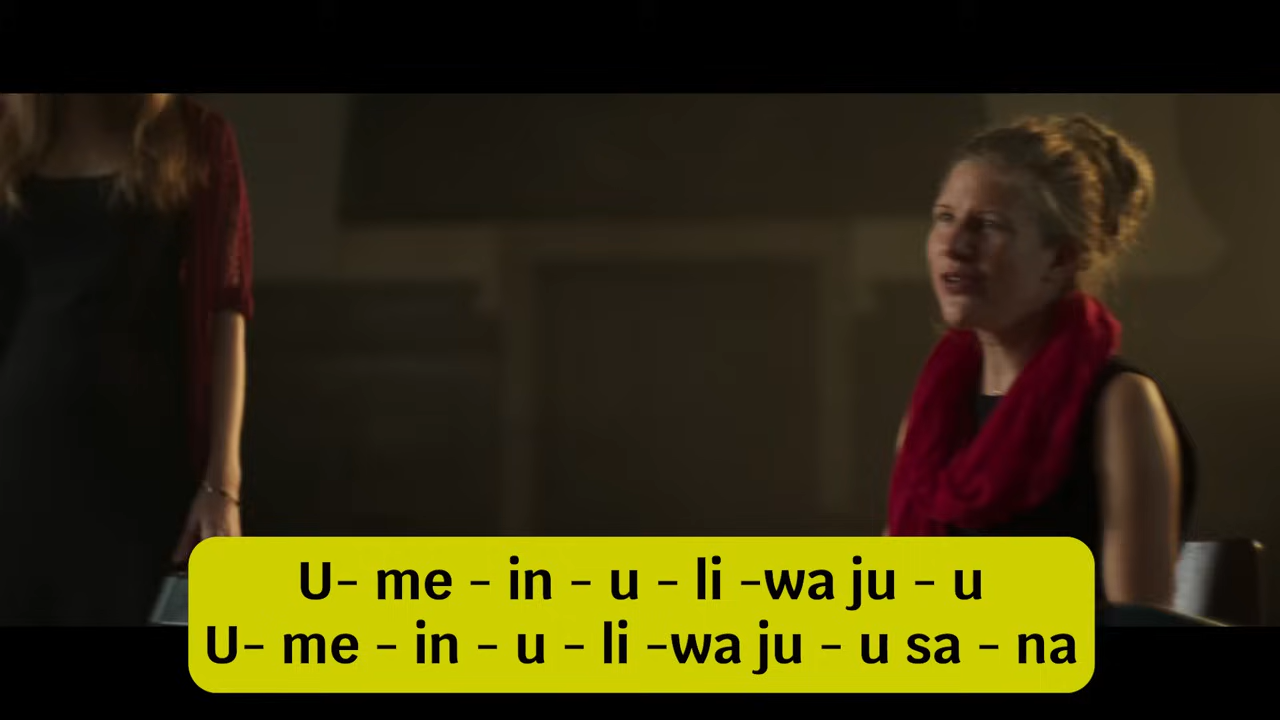 U– me – in – u – li –wa ju – u
U– me – in – u – li –wa ju – u sa – na